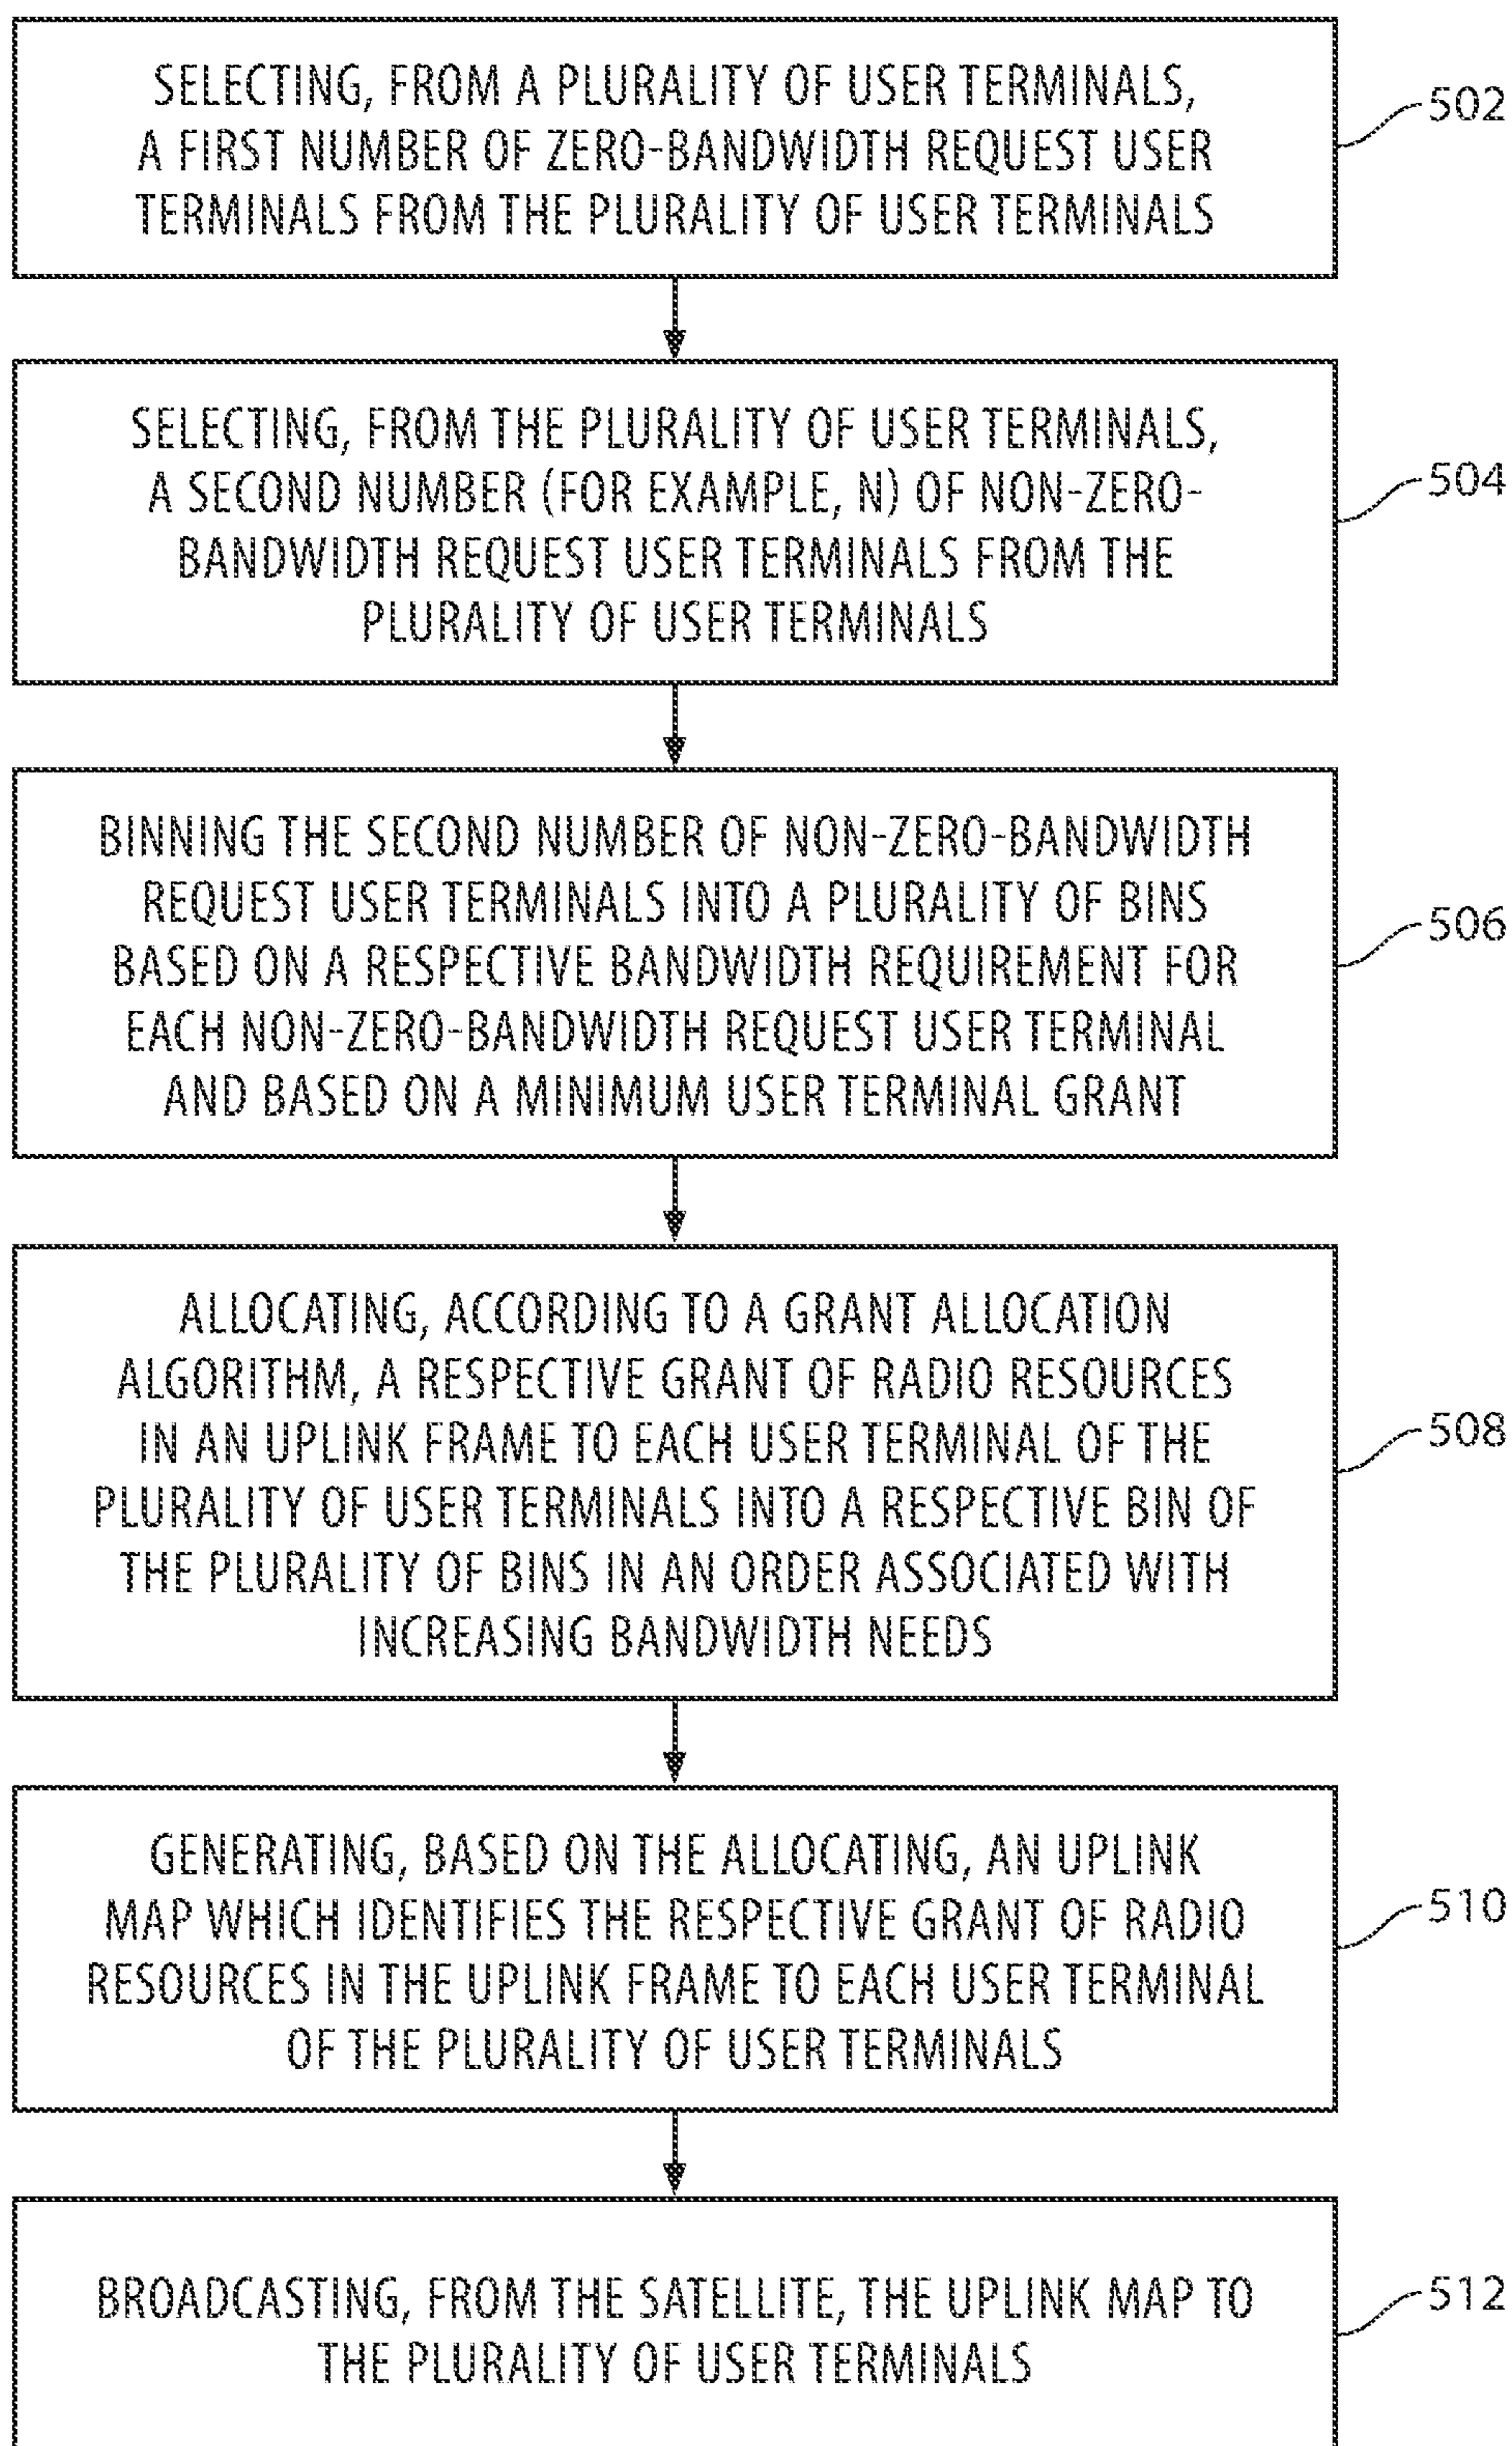 SELECTING, FROM A PLURALITY OF USER TERMINALS,
A FIRST NUMBER OF ZERO-BANDWIDTH REQUEST USER
TERMINALS FROM THE PLURALITY OF USER TERMINALS
502
SELECTING, FROM THE PLURALITY OF USER TERMINALS,
A SECOND NUMBER (FOR EXAMPLE, N) OF NON-ZERO-
BANDWIDTH REQUEST USER TERMINALS FROM THE
PLURALITY OF USER TERMINALS
504
BINNING THE SECOND NUMBER OF NON-ZERO-BANDWIDTH
REQUEST USER TERMINALS INTO A PLURALITY OF BINS
BASED ON A RESPECTIVE BANDWIDTH REQUIREMENT FOR
EACH NON-ZERO-BANDWIDTH REQUEST USER TERMINAL
AND BASED ON A MINIMUM USER TERMINAL GRANT
506
ALLOCATING, ACCORDING TO A GRANT ALLOCATION
ALGORITHM, A RESPECTIVE GRANT OF RADIO RESOURCES
IN AN UPLINK FRAME TO EACH USER TERMINAL OF THE
PLURALITY OF USER TERMINALS INTO A RESPECTIVE BIN OF
THE PLURALITY OF BINS IN AN ORDER ASSOCIATED WITH
INCREASING BANDWIDTH NEEDS
508
GENERATING, BASED ON THE ALLOCATING, AN UPLINK
MAP WHICH IDENTIFIES THE RESPECTIVE GRANT OF RADIO
RESOURCES IN THE UPLINK FRAME TO EACH USER TERMINAL
OF THE PLURALITY OF USER TERMINALS
510
BROADCASTING, FROM THE SATELLITE, THE UPLINK MAP TO
THE PLURALITY OF USER TERMINALS
512